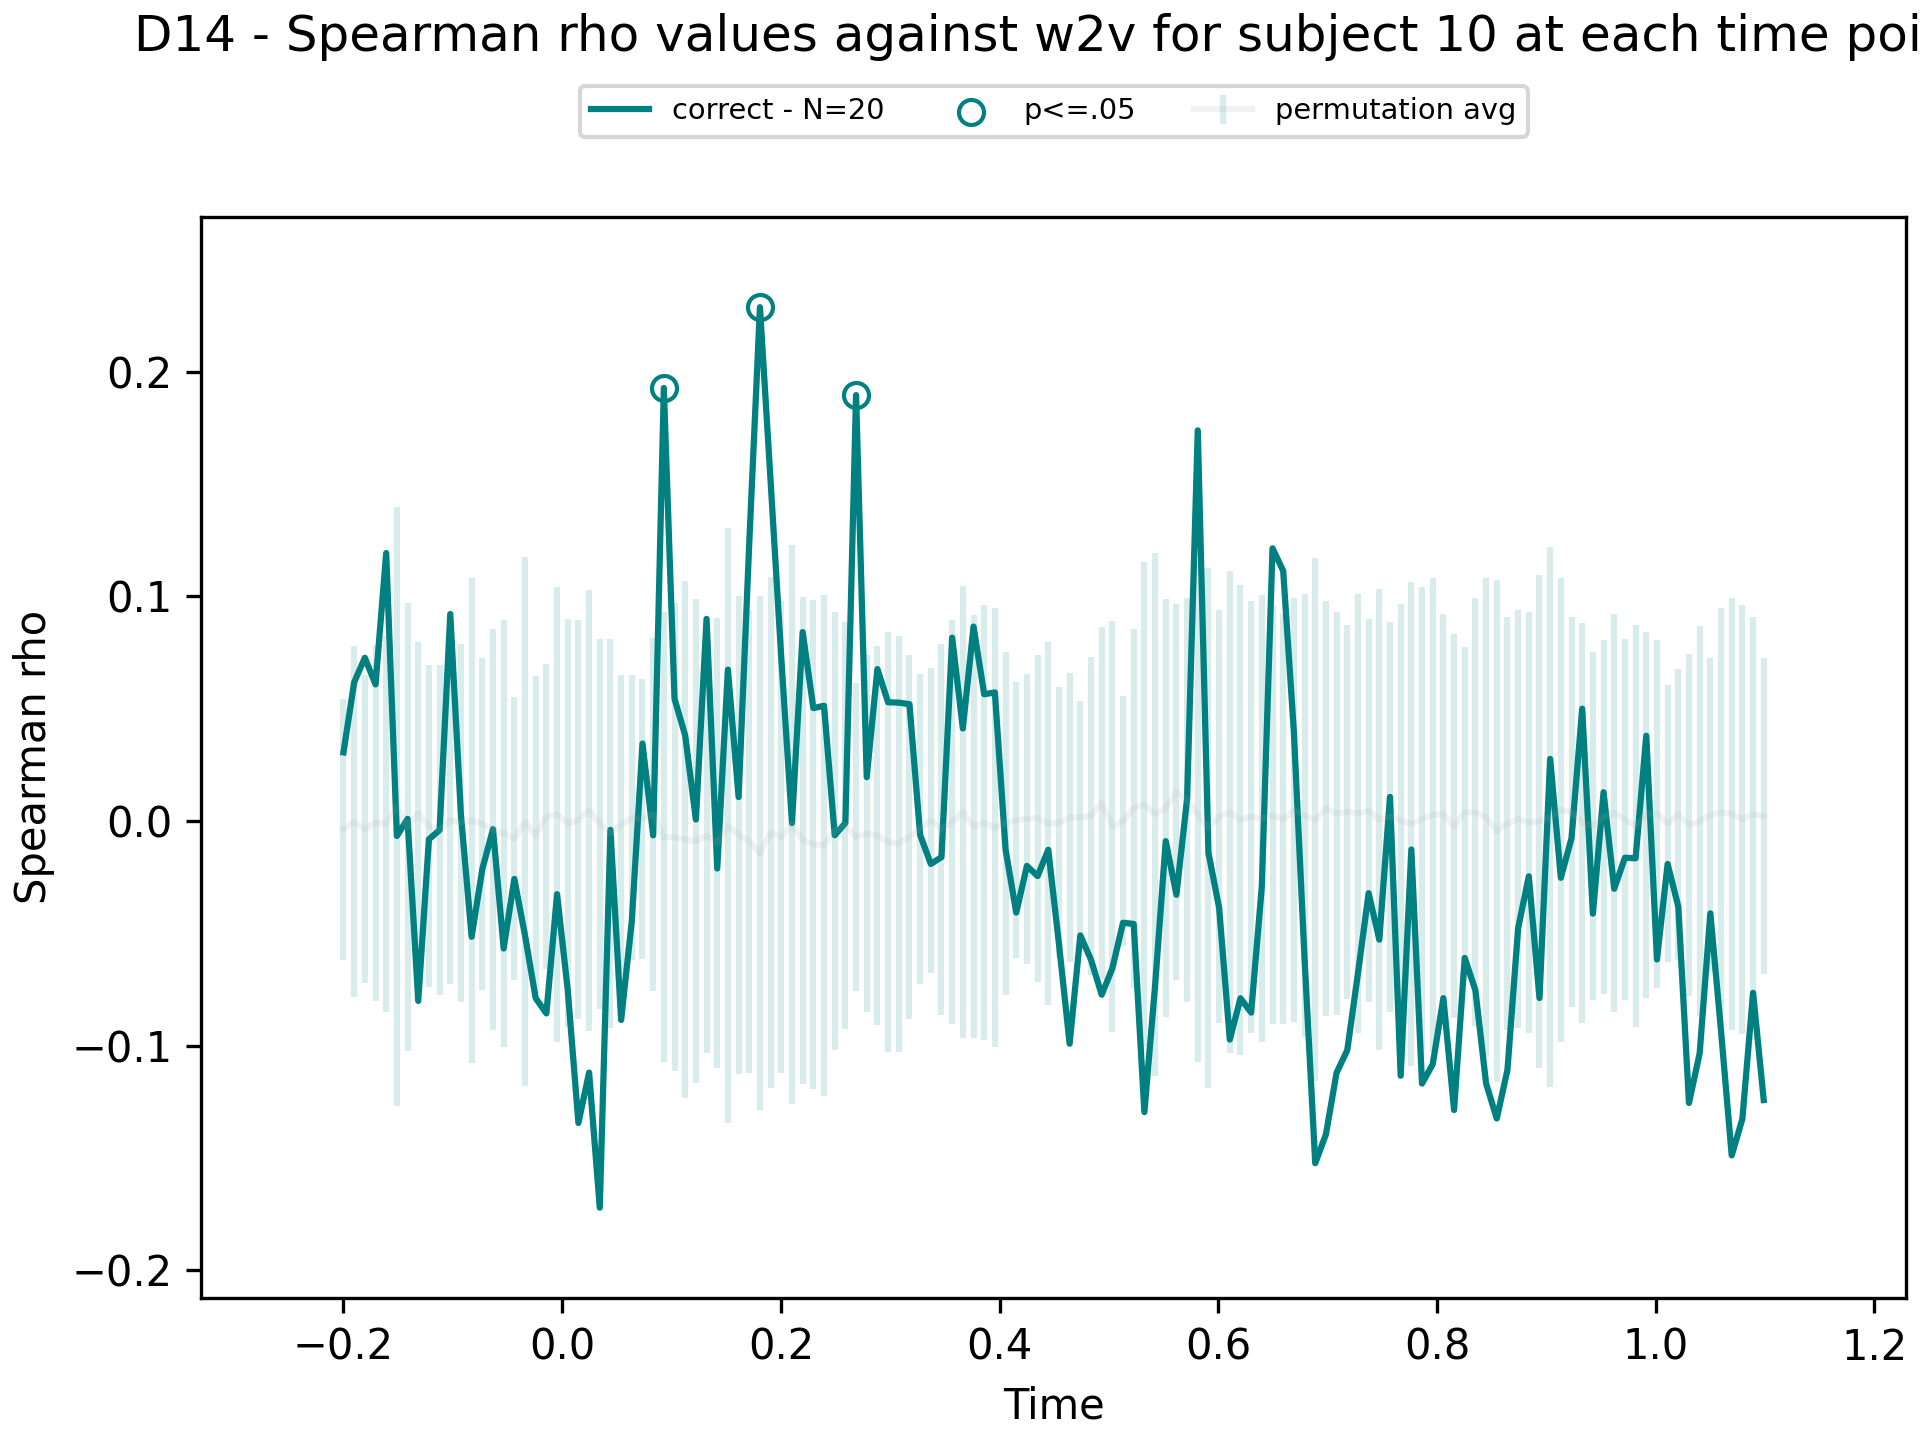 D14 - Spearman rho values against w2v for subject 10 at each time poi
correct - N=20 p<=.05 permutation avg
Spearman rho
0.2
0.1
0.0
−0.1
−0.2
−0.2 0.0 0.2 0.4 0.6 0.8 1.0 1.2
Time